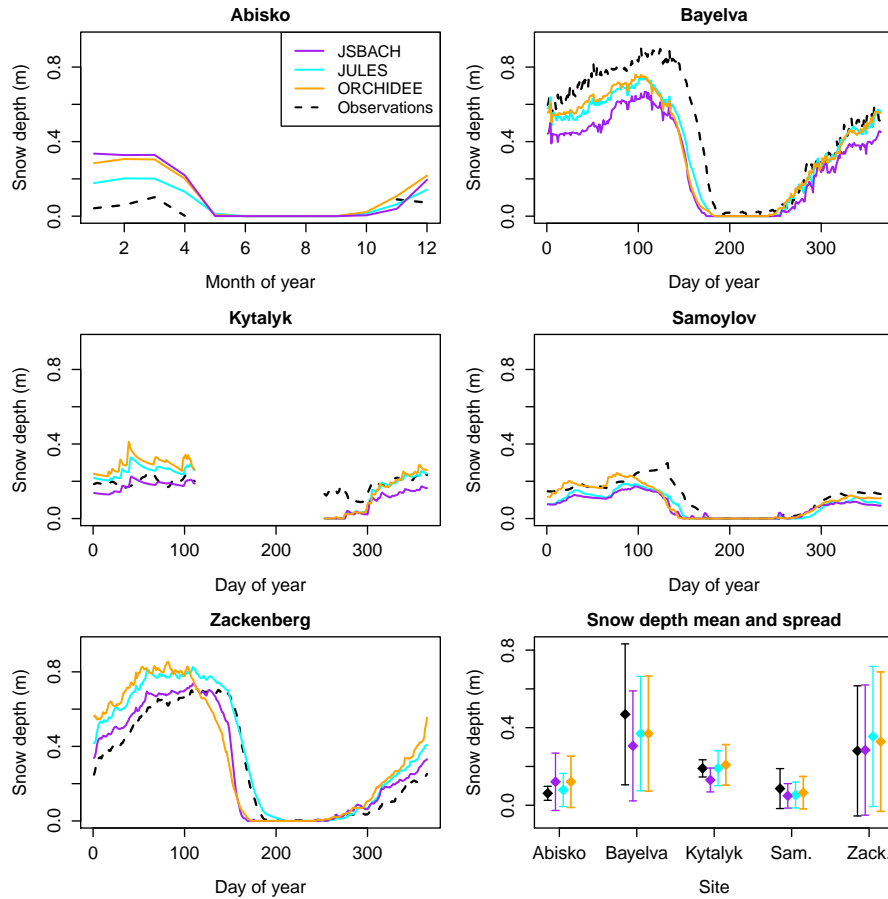 Abisko
JSBACH
JULES
ORCHIDEE
Observations
Snow depth (m)
0.0 0.4 0.8
2 4 6 8 10 12
Month of year
Bayelva
Snow depth (m)
0.0 0.4 0.8
0 100 200 300
Day of year
Kytalyk
Snow depth (m)
0.0 0.4 0.8
0 100 200 300
Day of year
Samoylov
Snow depth (m)
0.0 0.4 0.8
0 100 200 300
Day of year
Zackenberg
Snow depth (m)
0.0 0.4 0.8
0 100 200 300
Day of year
Snow depth mean and spread
Snow depth (m)
0.0 0.4 0.8
Abisko Bayelva Kytalyk Sam. Zack.
Site